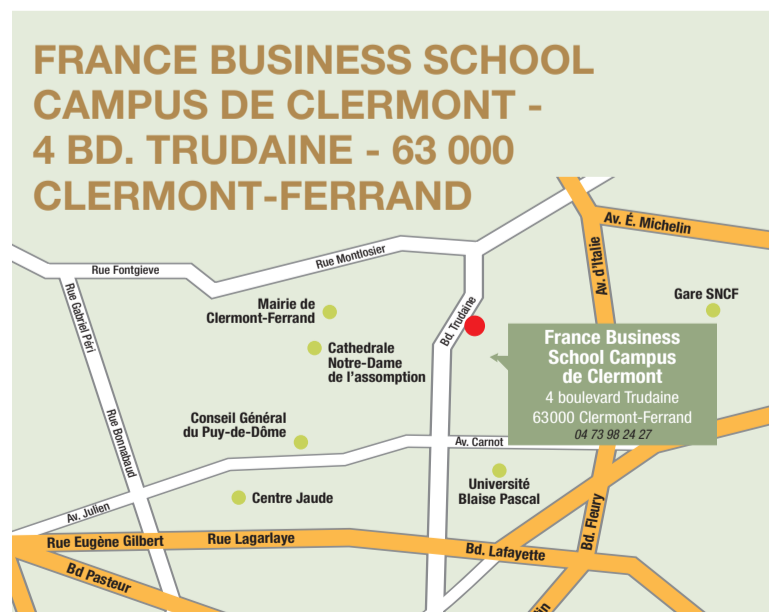 FRANCE BUSINESS SCHOOL
CAMPUS DE CLERMONT -
4 BD. TRUDAINE - 63 000
CLERMONT-FERRAND
Av. É. Michelin
Av. d'Italie
Rue Montlosier
Rue Fontgieve
Rue Gabriel Péri
Gare SNCF
Mairie de
Clermont-Ferrand
Bd. Trudaine
Cathedrale
Notre-Dame
de l'assomption
France Business
School Campus
de Clermont
4 boulevard Trudaine
63000 Clermont-Ferrand
04 73 98 24 27
Conseil Général
du Puy-de-Dôme
Rue Bonnabaud
Av. Carnot
Université
Blaise Pascal
Centre Jaude
Av. Julien
Bd. Fleury
Rue Eugène Gilbert
Rue Lagarlaye
Bd. Lafayette
Bd Pasteur